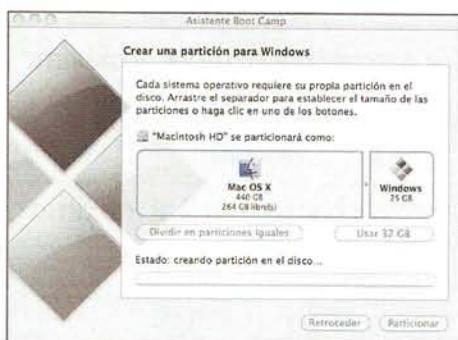 Asistente Boot Camp
Crear una partición para Windows
Cada sistema operativo requiere su propia partición en el
disco. Arrastre el separador para establecer el tamaño de las
particiones o haga clic en uno de los botones.
"Macintosh HD" se particionará como:
Mac OS X
440 GB
264 GB libre(s)
Windows
25 GB
Dividir en particiones iguales
Usar 32 GB
Estado: creando partición en el disco...
Retroceder
Particionar